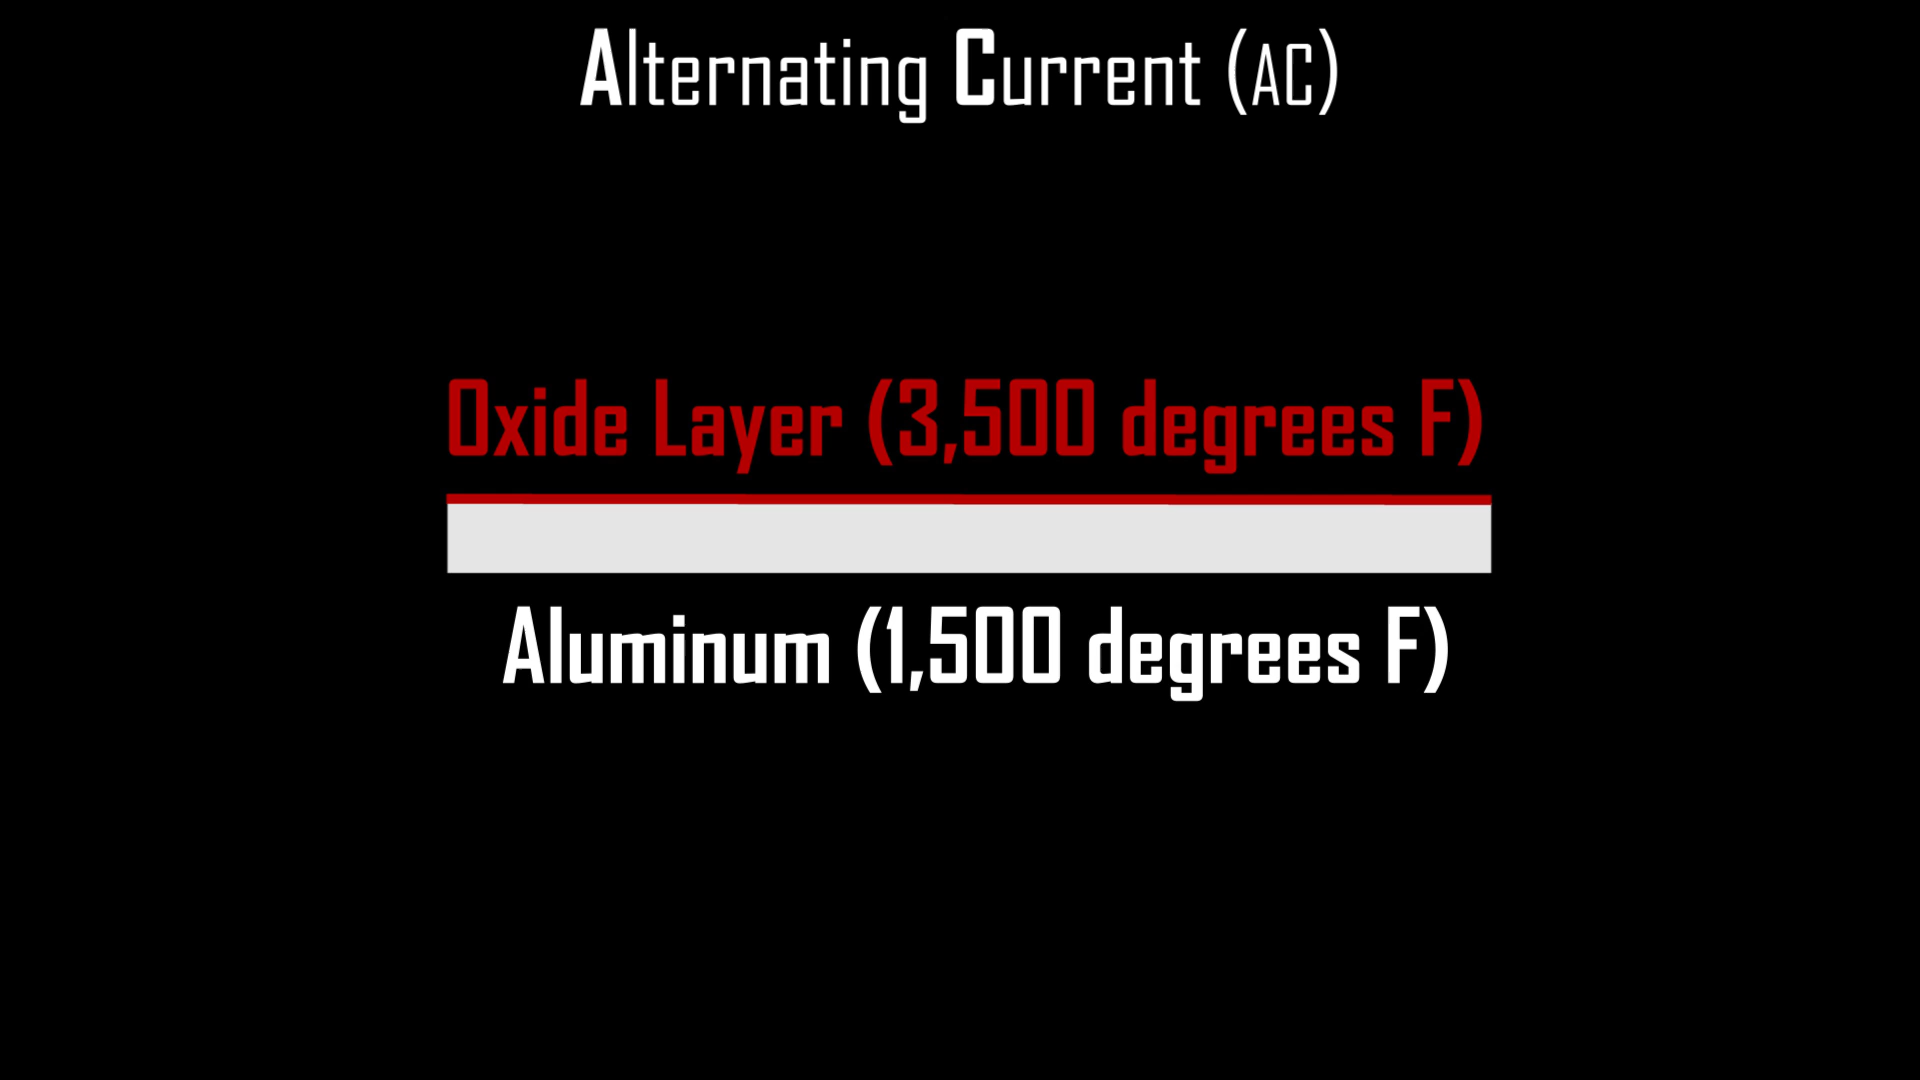 Alternating Current (AC)
Oxide Layer (3,500 degrees F)
Aluminum (1,500 degrees F)